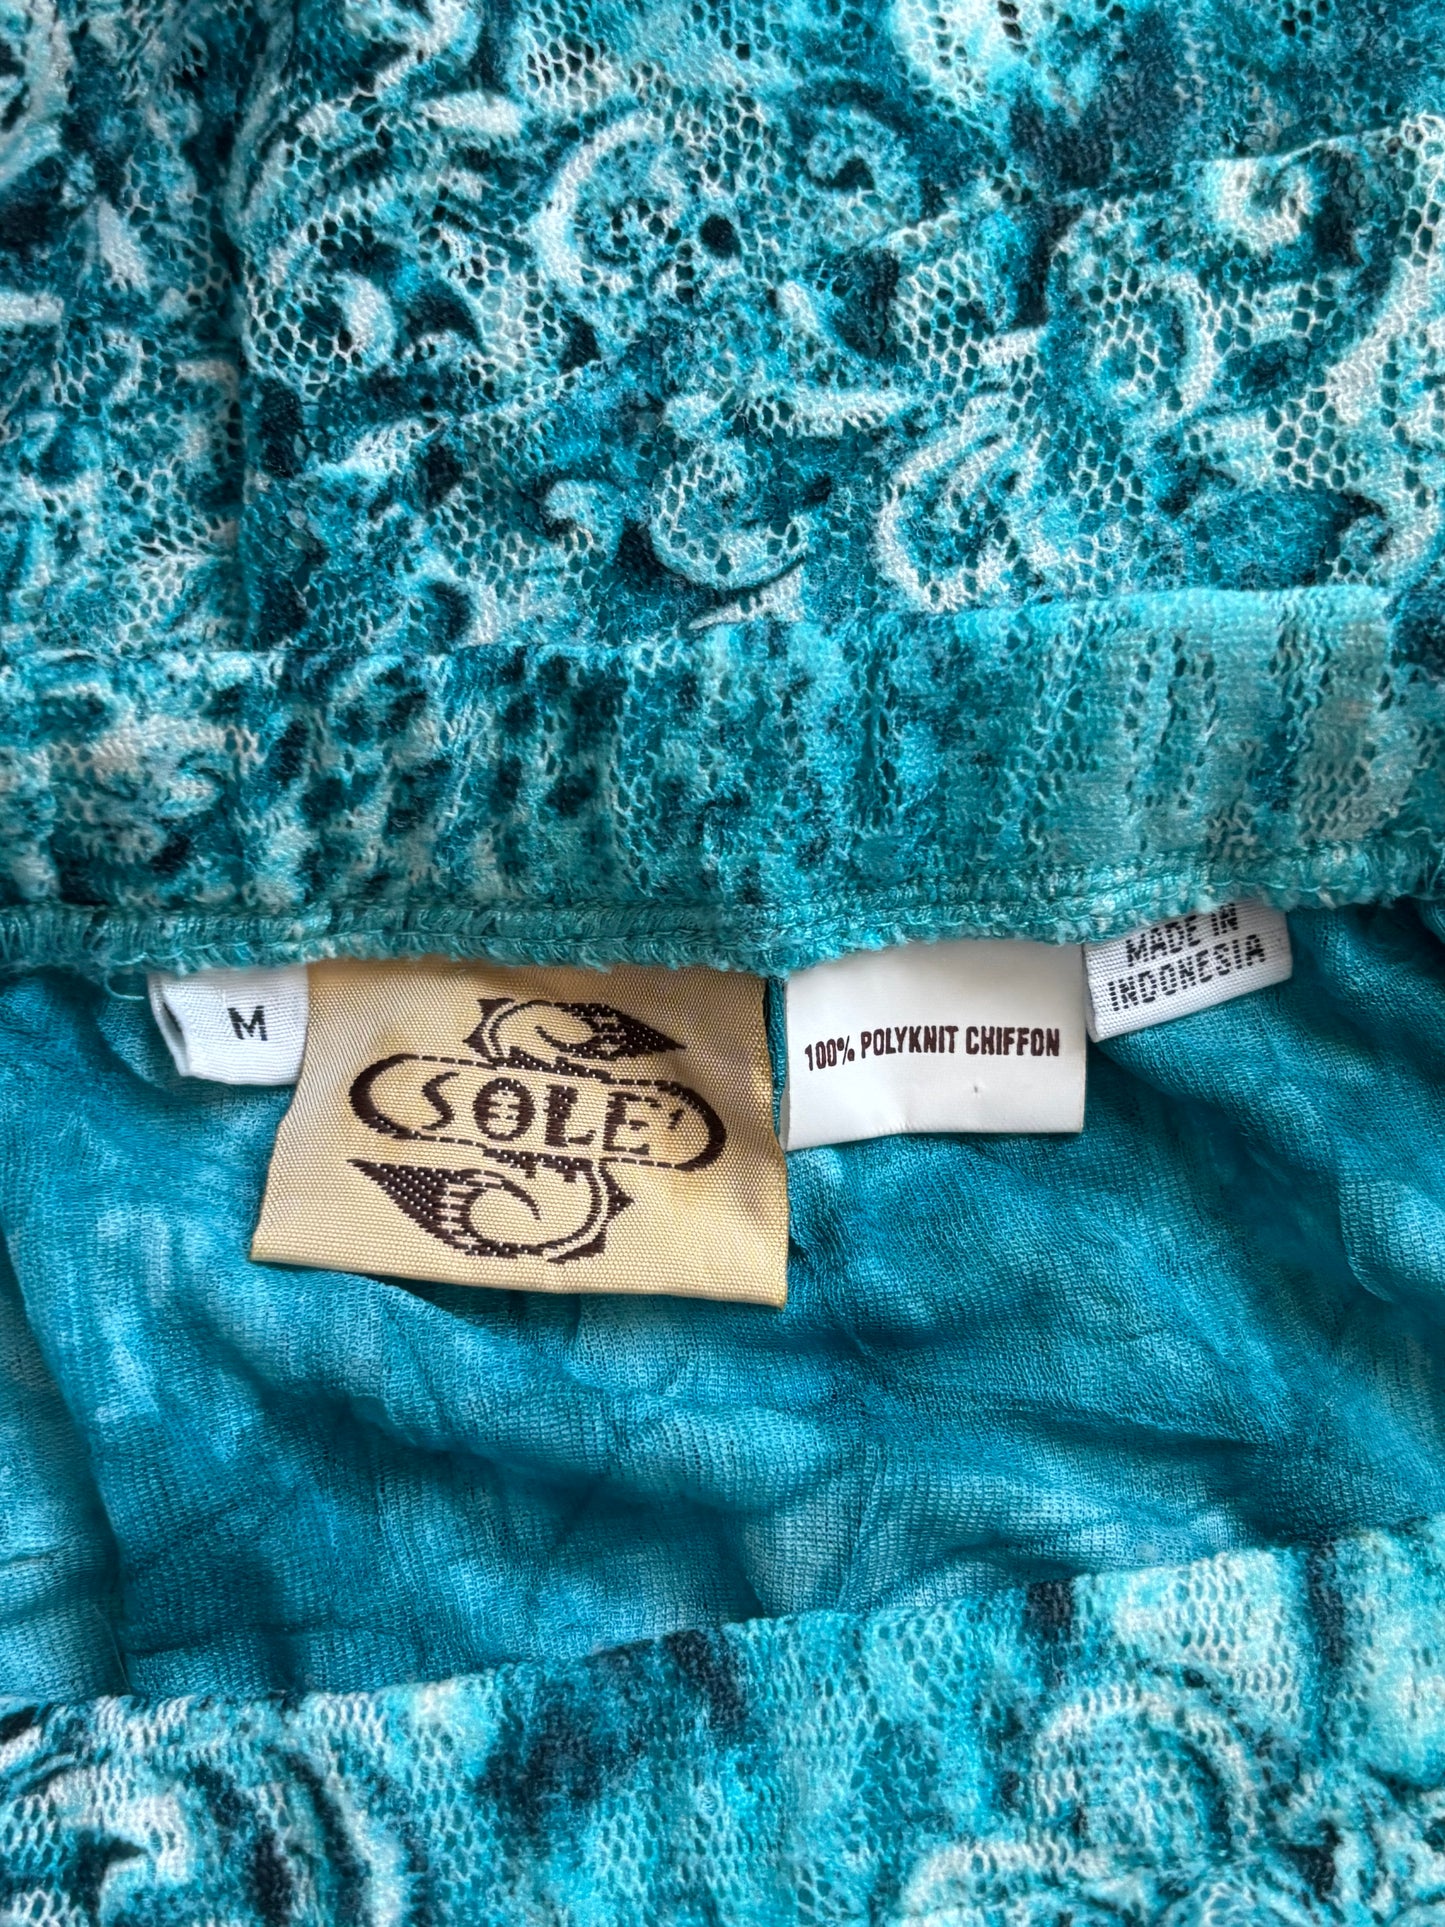 M
SOLE'
100% POLYKNIT CHIFFON
MADE IN
INDONESIA